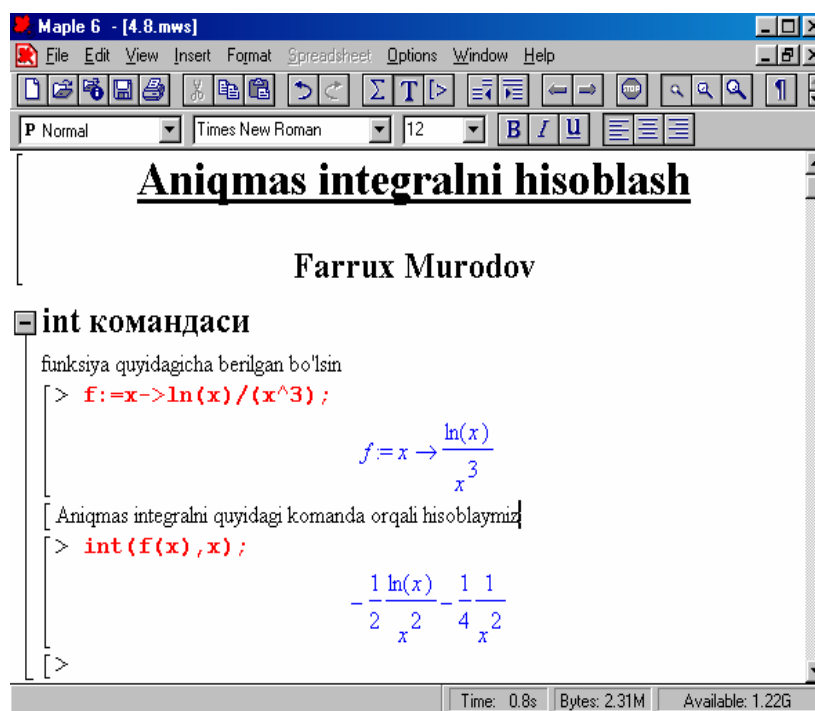 Maple 6 - [4.8.mws]
File Edit View Insert Format Spreadsheet Options Window Help
Σ T [> STOP ¶
P Normal Times New Roman 12 B I u
Aniqmas integralni hisoblash
Farrux Murodov
int командаси
funksiya quyidagicha berilgan bo'lsin
[> f:=x->ln(x)/(x^3);
f := x → ln(x)/x^3
[ Aniqmas integralni quyidagi komanda orqali hisoblaymiz
[> int(f(x),x);
- 1/2 ln(x)/x^2 - 1/4 1/x^2
[>
Time: 0.8s Bytes: 2.31M Available: 1.22G